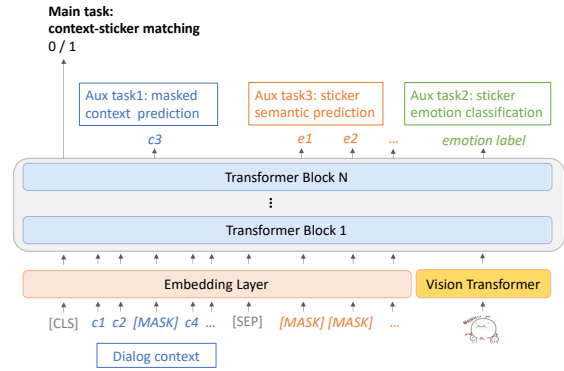 Main task:
context-sticker matching
0 / 1
Aux task1: masked
context prediction
Aux task3: sticker
semantic prediction
Aux task2: sticker
emotion classification
c3
e1 e2 ...
emotion label
Transformer Block N
Transformer Block 1
Embedding Layer
Vision Transformer
[CLS] c1 c2 [MASK] c4 ... [SEP] [MASK] [MASK] ...
Dialog context